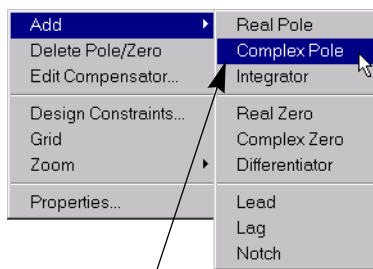 Add
Delete Pole/Zero
Edit Compensator...
Design Constraints...
Grid
Zoom
Properties...
Real Pole
Complex Pole
Integrator
Real Zero
Complex Zero
Differentiator
Lead
Lag
Notch